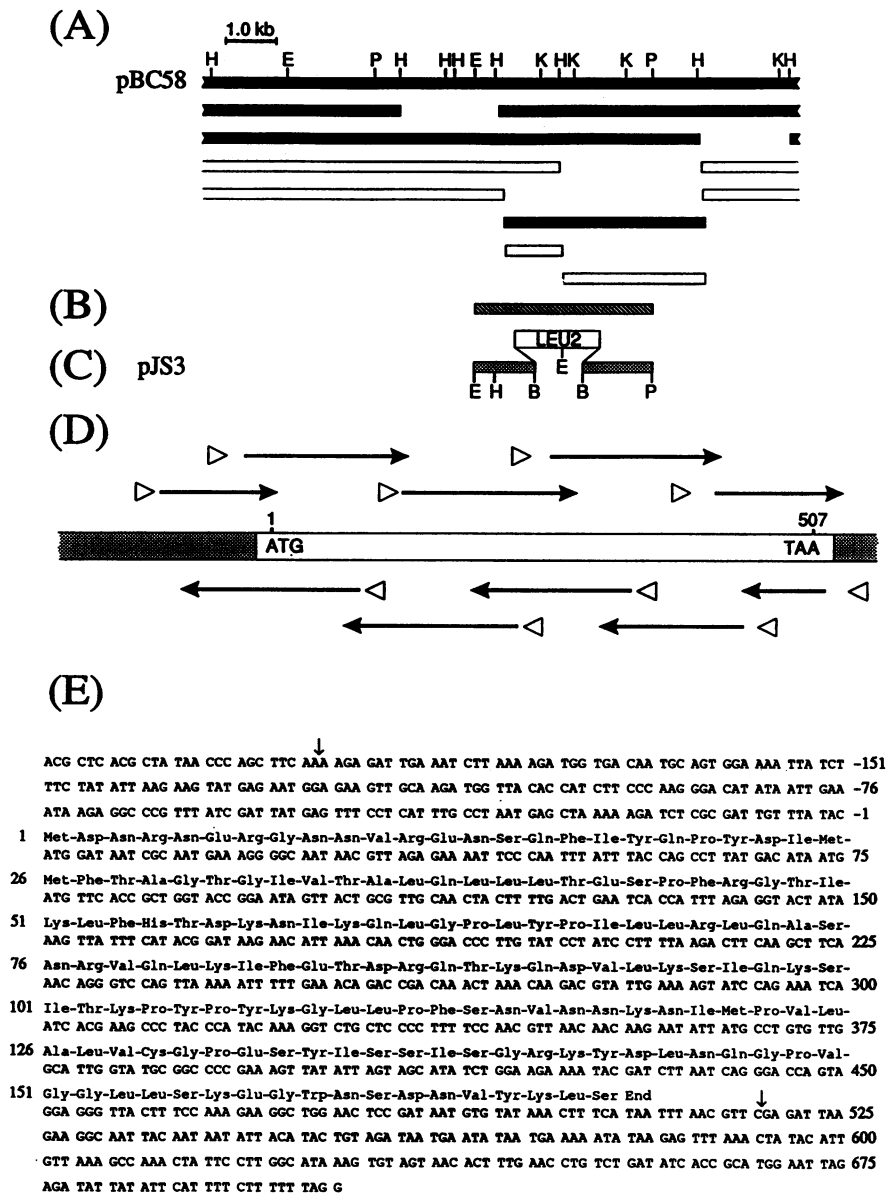 (A)
1.0 kb
H E P H HH E H K HK K P H KH
pBC58
(B)
LEU2
(C) pJS3
E
E H B B P
(D)
1 507
ATG TAA
(E)
ACG CTC ACG CTA TAA CCC AGC TTC AAA AGA GAT TGA AAT CTT AAA AGA TGG TGA CAA TGC AGT GGA AAA TTA TCT -151
TTC TAT ATT AAG AAG TAT GAG AAT GGA GAA GTT GCA AGA TGG TTA CAC CAT CTT CCC AAG GGA CAT ATA ATT GAA -76
ATA AGA GGC CCG TTT ATC GAT TAT GAG TTT CCT CAT TTG CCT AAT GAG CTA AAA AGA TCT CGC GAT TGT TTA TAC -1
1 Met-Asp-Asn-Arg-Asn-Glu-Arg-Gly-Asn-Asn-Val-Arg-Glu-Asn-Ser-Gln-Phe-Ile-Tyr-Gln-Pro-Tyr-Asp-Ile-Met-
ATG GAT AAT CGC AAT GAA AGG GGC AAT AAC GTT AGA GAA AAT TCC CAA TTT ATT TAC CAG CCT TAT GAC ATA ATG 75
26 Met-Phe-Thr-Ala-Gly-Thr-Gly-Ile-Val-Thr-Ala-Leu-Gln-Leu-Leu-Leu-Thr-Glu-Ser-Pro-Phe-Arg-Gly-Thr-Ile-
ATG TTC ACC GCT GGT ACC GGA ATA GTT ACT GCG TTG CAA CTA CTT TTG ACT GAA TCA CCA TTT AGA GGT ACT ATA 150
51 Lys-Leu-Phe-His-Thr-Asp-Lys-Asn-Ile-Lys-Gln-Leu-Gly-Pro-Leu-Tyr-Pro-Ile-Leu-Leu-Arg-Leu-Gln-Ala-Ser-
AAG TTA TTT CAT ACG GAT AAG AAC ATT AAA CAA CTG GGA CCC TTG TAT CCT ATC CTT TTA AGA CTT CAA GCT TCA 225
76 Asn-Arg-Val-Gln-Leu-Lys-Ile-Phe-Glu-Thr-Asp-Arg-Gln-Thr-Lys-Gln-Asp-Val-Leu-Lys-Ser-Ile-Gln-Lys-Ser-
AAC AGG GTC CAG TTA AAA ATT TTT GAA ACA GAC CGA CAA ACT AAA CAA GAC GTA TTG AAA AGT ATC CAG AAA TCA 300
101 Ile-Thr-Lys-Pro-Tyr-Pro-Tyr-Lys-Gly-Leu-Leu-Pro-Phe-Ser-Asn-Val-Asn-Asn-Lys-Asn-Ile-Met-Pro-Val-Leu-
ATC ACG AAG CCC TAC CCA TAC AAA GGT CTG CTC CCC TTT TCC AAC GTT AAC AAC AAG AAT ATT ATG CCT GTG TTG 375
126 Ala-Leu-Val-Cys-Gly-Pro-Glu-Ser-Tyr-Ile-Ser-Ser-Ile-Ser-Gly-Arg-Lys-Tyr-Asp-Leu-Asn-Gln-Gly-Pro-Val-
GCA TTG GTA TGC GGC CCC GAA AGT TAT ATT AGT AGC ATA TCT GGA AGA AAA TAC GAT CTT AAT CAG GGA CCA GTA 450
151 Gly-Gly-Leu-Leu-Ser-Lys-Glu-Gly-Trp-Asn-Ser-Asp-Asn-Val-Tyr-Lys-Leu-Ser End
GGA GGG TTA CTT TCC AAA GAA GGC TGG AAC TCC GAT AAT GTG TAT AAA CTT TCA TAA TTT AAC GTT CGA GAT TAA 525
GAA GGC AAT TAC AAT AAT ATT ACA TAC TGT AGA TAA TGA ATA TAA TGA AAA ATA TAA GAG TTT AAA CTA TAC ATT 600
GTT AAA GCC AAA CTA TTC CTT GGC ATA AAG TGT AGT AAC ACT TTG AAC CTG TCT GAT ATC ACC GCA TGG AAT TAG 675
AGA TAT TAT ATT CAT TTT CTT TTT TAG G